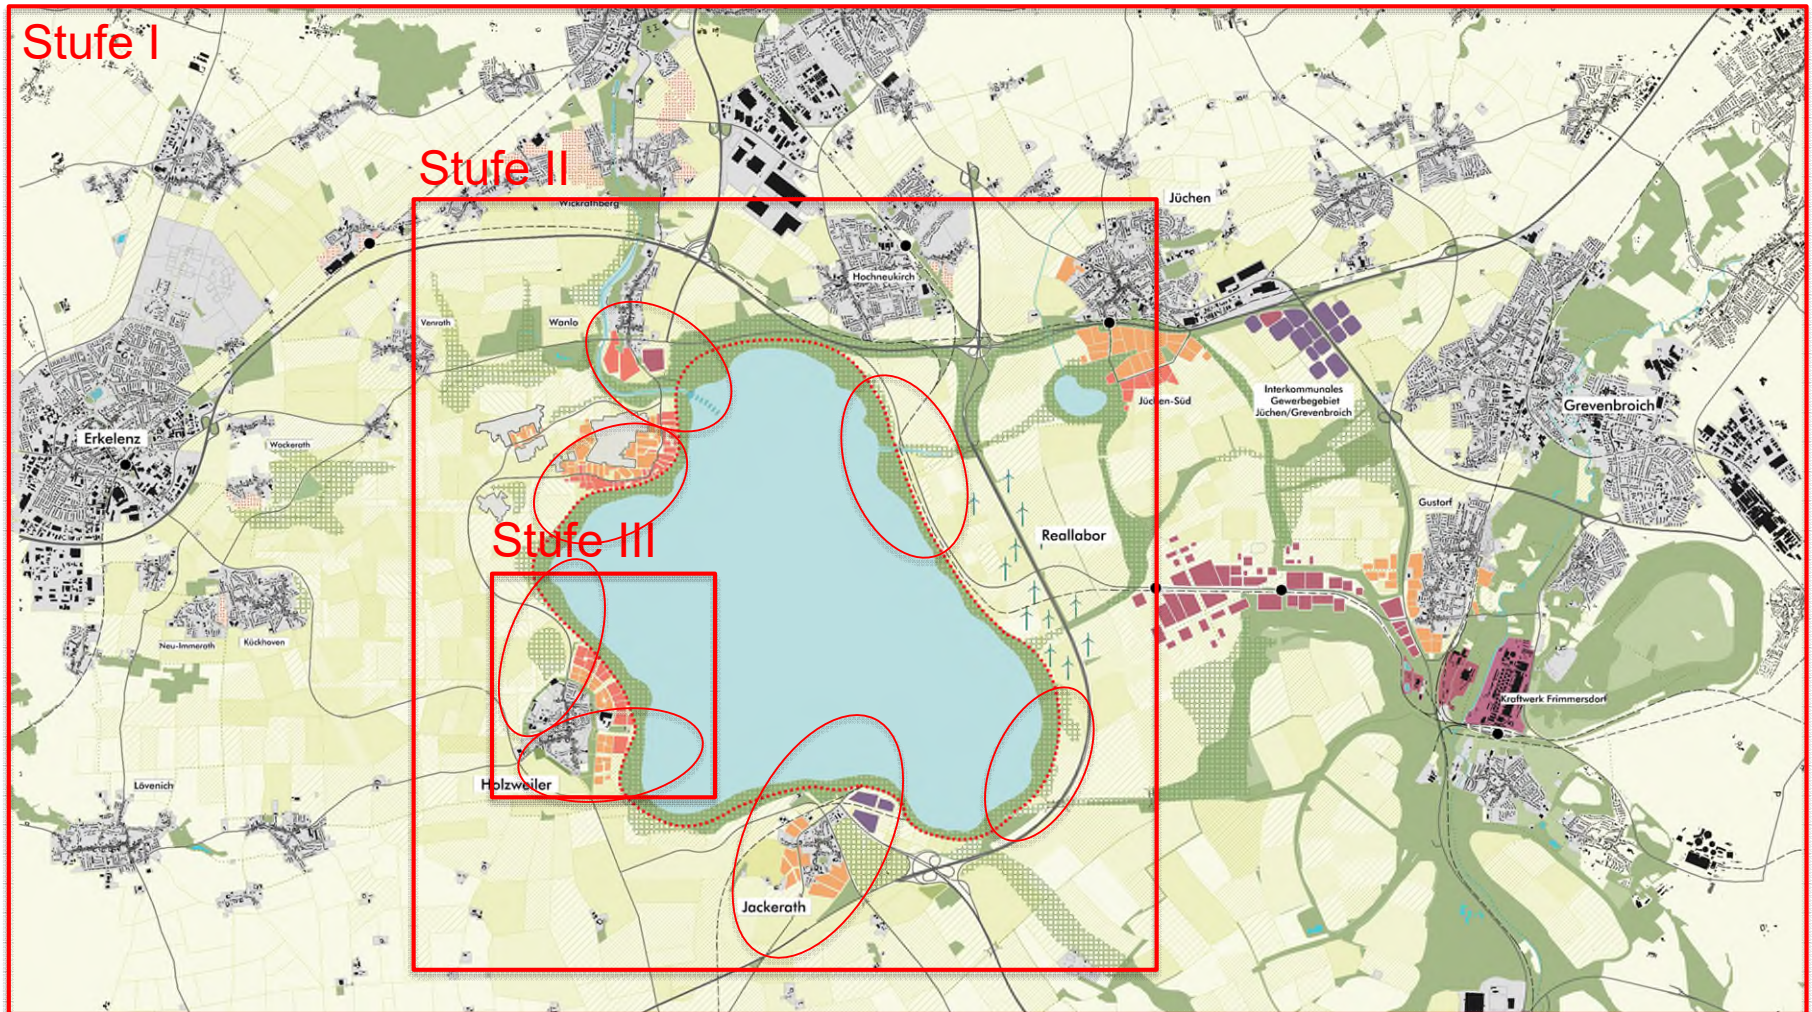 Stufe I
Stufe II
Wickrathberg
Jüchen
Hochneukirch
Venrath
Wanlo
Jüchen-Süd
Interkommunales
Gewerbegebiet
Jüchen/Grevenbroich
Grevenbroich
Erkelenz
Wockerath
Gustorf
Stufe III
Reallabor
Neu-Immerath
Kückhoven
Kraftwerk Frimmersdorf
Holzweiler
Lövenich
Jackerath